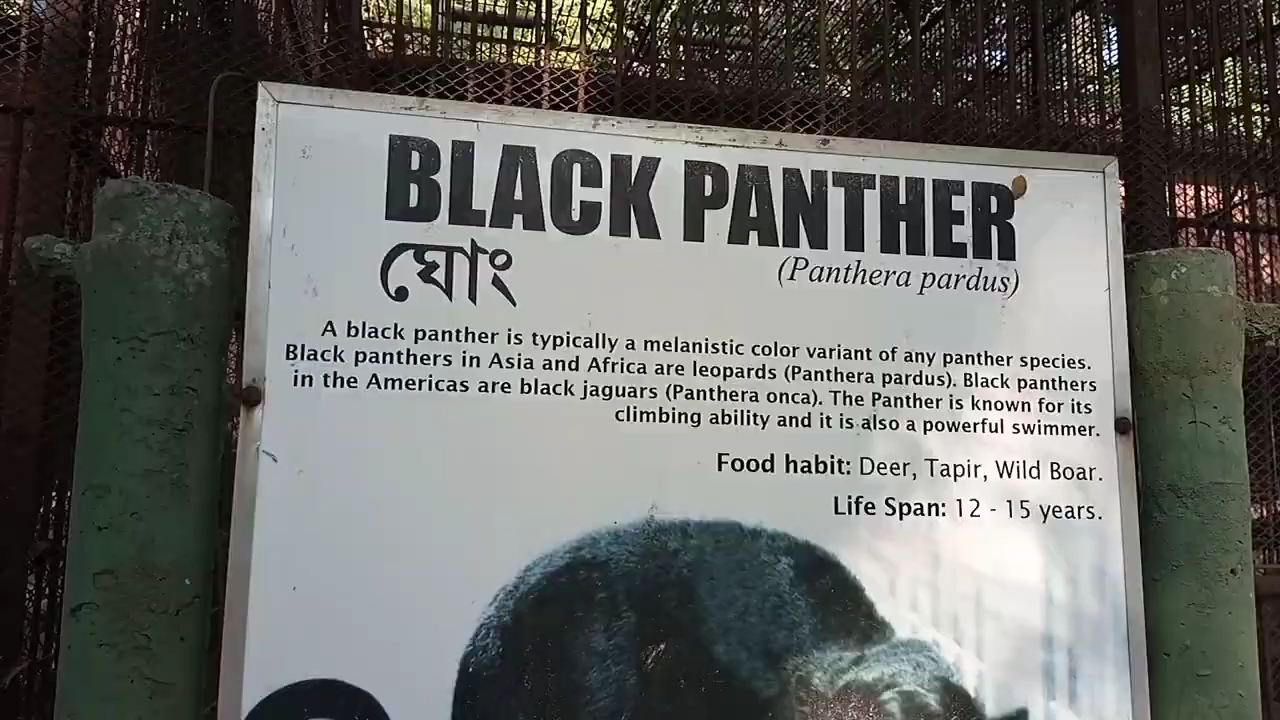 BLACK PANTHER
ঘোং
(Panthera pardus)
A black panther is typically a melanistic color variant of any panther species.
Black panthers in Asia and Africa are leopards (Panthera pardus). Black panthers
in the Americas are black jaguars (Panthera onca). The Panther is known for its
climbing ability and it is also a powerful swimmer.
Food habit: Deer, Tapir, Wild Boar.
Life Span: 12 - 15 years.